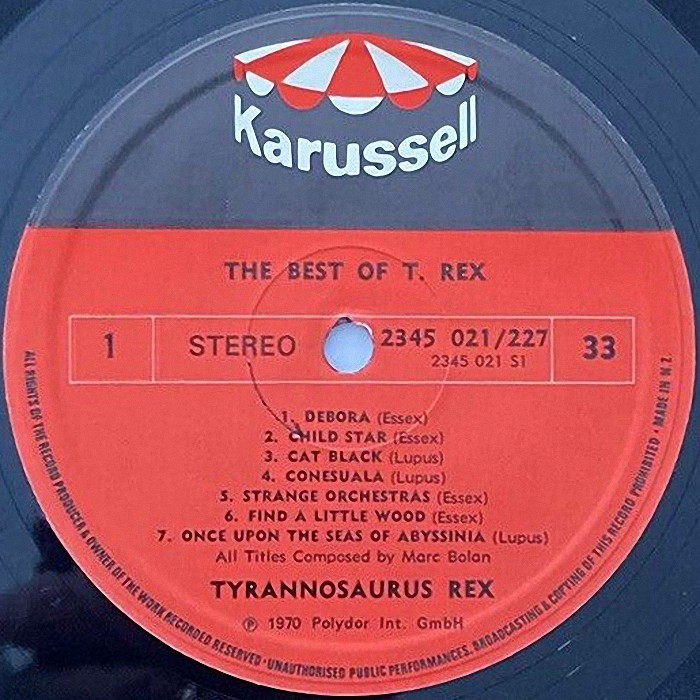 Karussell
THE BEST OF T. REX
1
STEREO
2345 021/227
2345 021 S1
33
1. DEBORA (Essex)
2. CHILD STAR (Essex)
3. CAT BLACK (Lupus)
4. CONESUALA (Lupus)
5. STRANGE ORCHESTRAS (Essex)
6. FIND A LITTLE WOOD (Essex)
7. ONCE UPON THE SEAS OF ABYSSINIA (Lupus)
All Titles Composed by Marc Bolan
TYRANNOSAURUS REX
℗ 1970 Polydor Int. GmbH
ALL RIGHTS OF THE RECORD PRODUCER & OWNER OF THE WORK RECORDED RESERVED · UNAUTHORISED PUBLIC PERFORMANCES, BROADCASTING & COPYING OF THIS RECORD PROHIBITED · MADE IN N.Z.